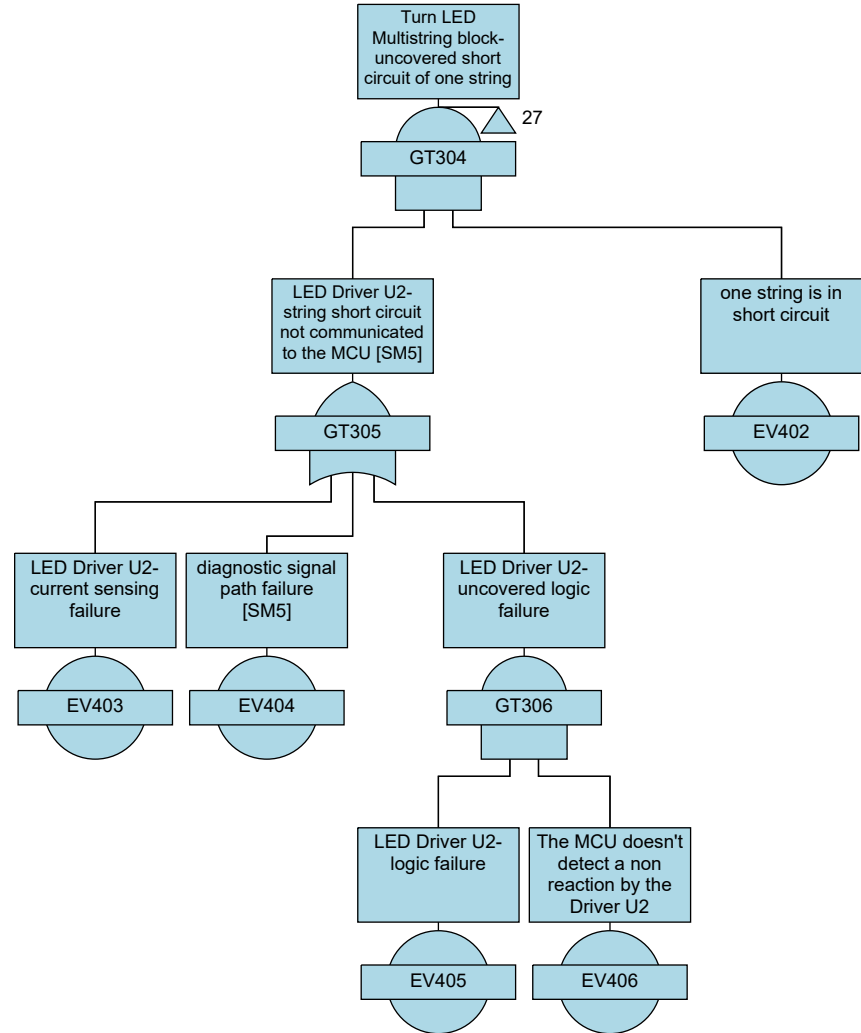 Turn LED
Multistring block-
uncovered short
circuit of one string
27
GT304
LED Driver U2-
string short circuit
not communicated
to the MCU [SM5]
one string is in
short circuit
GT305
EV402
LED Driver U2-
current sensing
failure
diagnostic signal
path failure
[SM5]
LED Driver U2-
uncovered logic
failure
EV403
EV404
GT306
LED Driver U2-
logic failure
The MCU doesn't
detect a non
reaction by the
Driver U2
EV405
EV406